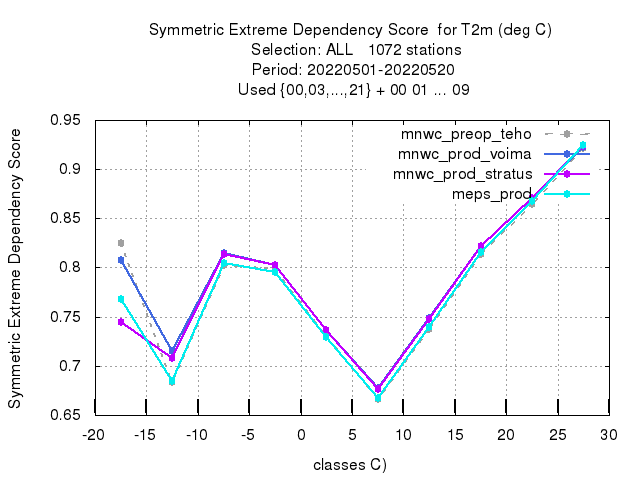 Symmetric Extreme Dependency Score  for T2m (deg C)
Selection: ALL   1072 stations
Period: 20220501-20220520
Used {00,03,...,21} + 00 01 ... 09
Symmetric Extreme Dependency Score
0.95
0.9
0.85
0.8
0.75
0.7
0.65
mnwc_preop_teho
mnwc_prod_voima
mnwc_prod_stratus
meps_prod
-20 -15 -10 -5 0 5 10 15 20 25 30
classes C)